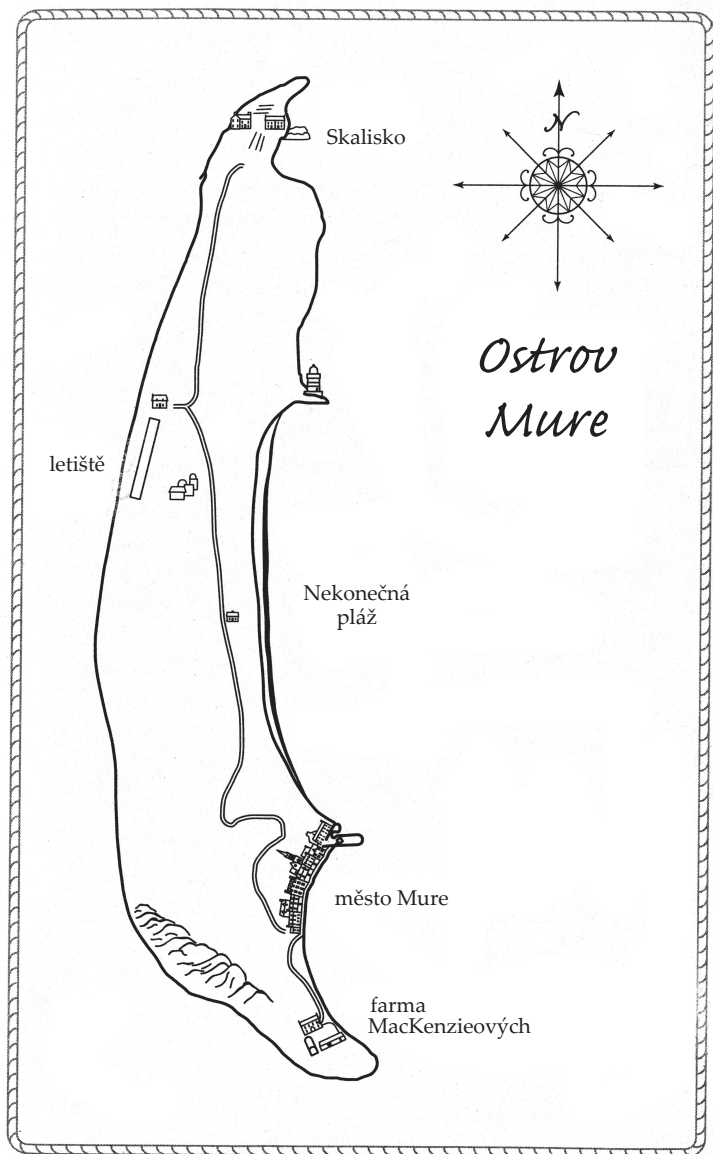 N
Skalisko
Ostrov
Mure
letiště
Nekonečná
pláž
město Mure
farma
MacKenzieových